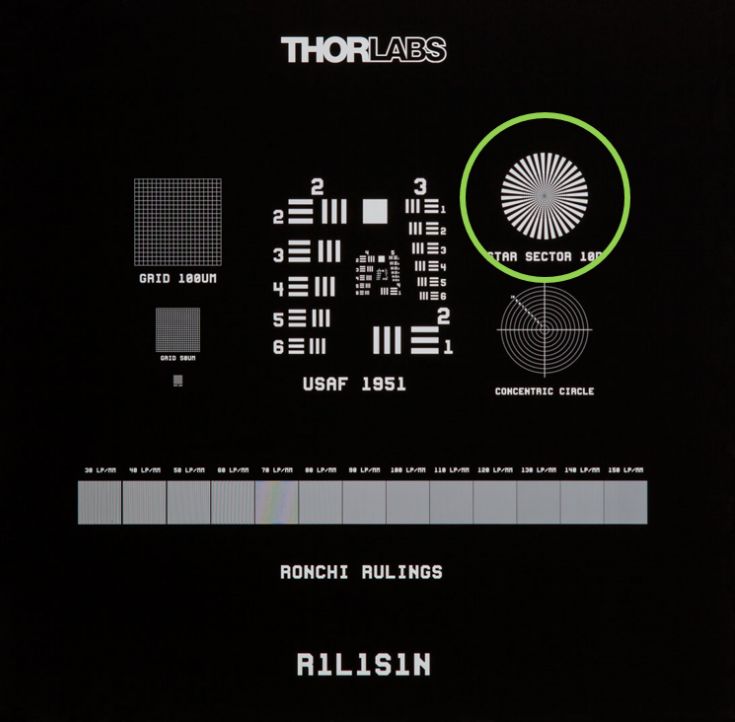 THORLABS
2
3
2
1
2
3
3
4
4
5
5
6
6
2
1
GRID 100UM
GRID 50UM
USAF 1951
STAR SECTOR 10
CONCENTRIC CIRCLE
30 LP/MM 40 LP/MM 50 LP/MM 60 LP/MM 70 LP/MM 80 LP/MM 90 LP/MM 100 LP/MM 110 LP/MM 120 LP/MM 130 LP/MM 140 LP/MM 150 LP/MM
RONCHI RULINGS
R1L1S1N